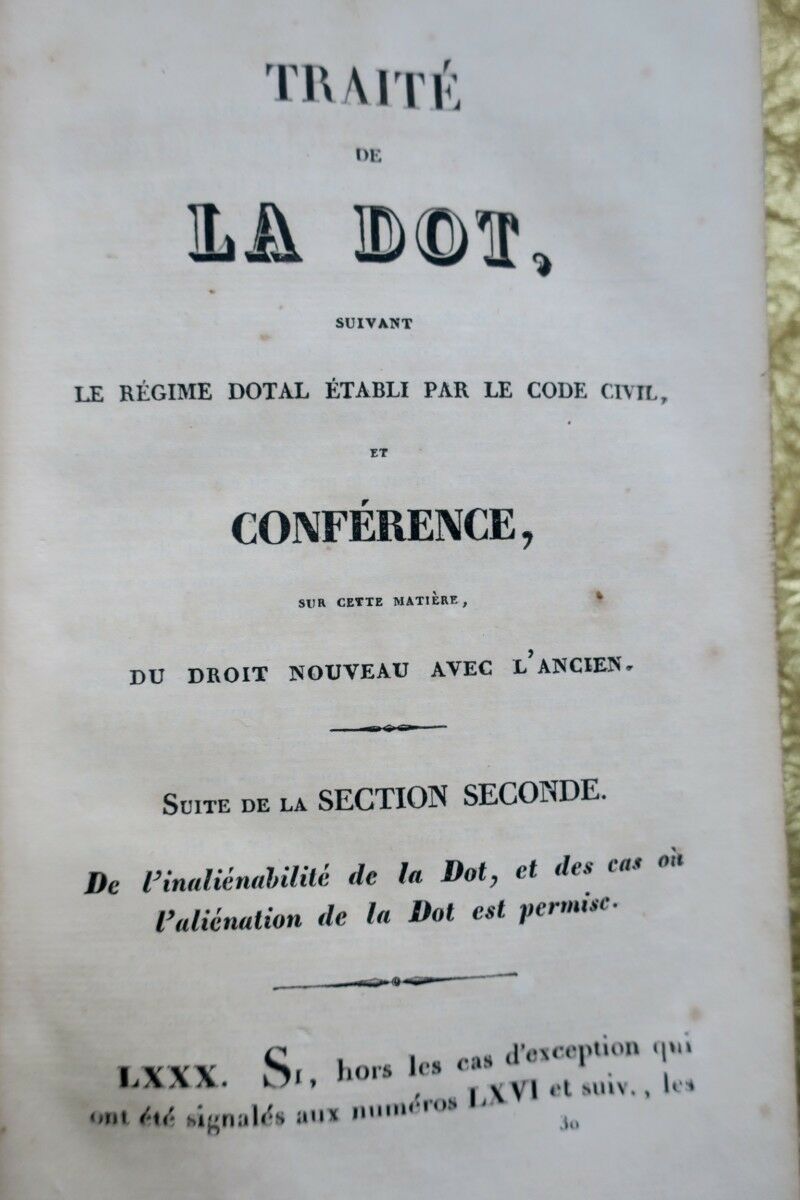 TRAITÉ
DE
LA DOT,
SUIVANT
LE RÉGIME DOTAL ÉTABLI PAR LE CODE CIVIL,
ET
CONFÉRENCE,
SUR CETTE MATIÈRE,
DU DROIT NOUVEAU AVEC L'ANCIEN.
SUITE DE LA SECTION SECONDE.
De l'inaliénabilité de la Dot, et des cas où
l'aliénation de la Dot est permise.
LXXX. SI, hors les cas d'exception qui
ont été signalés aux numéros LXVI et suiv., les
30